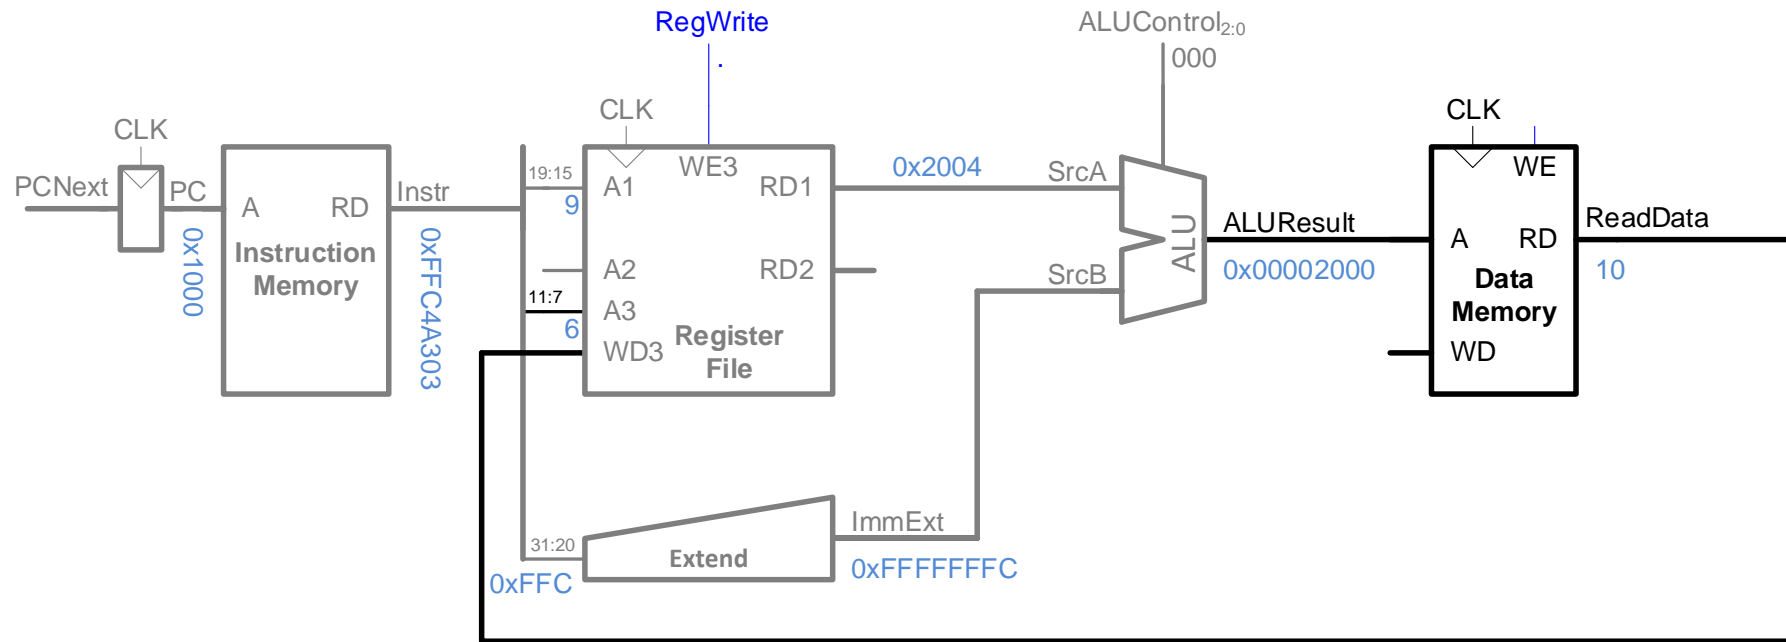 RegWrite
ALUControl2:0
000
.
CLK
CLK
CLK
PCNext
PC
A
RD
Instruction
Memory
Instr
0x1000
0xFFC4A303
19:15
9
A1
WE3
RD1
A2
RD2
11:7
6
A3
WD3
Register
File
0x2004
SrcA
SrcB
ALU
ALUResult
0x00002000
WE
A
RD
Data
Memory
WD
ReadData
10
31:20
0xFFC
Extend
ImmExt
0xFFFFFFFC